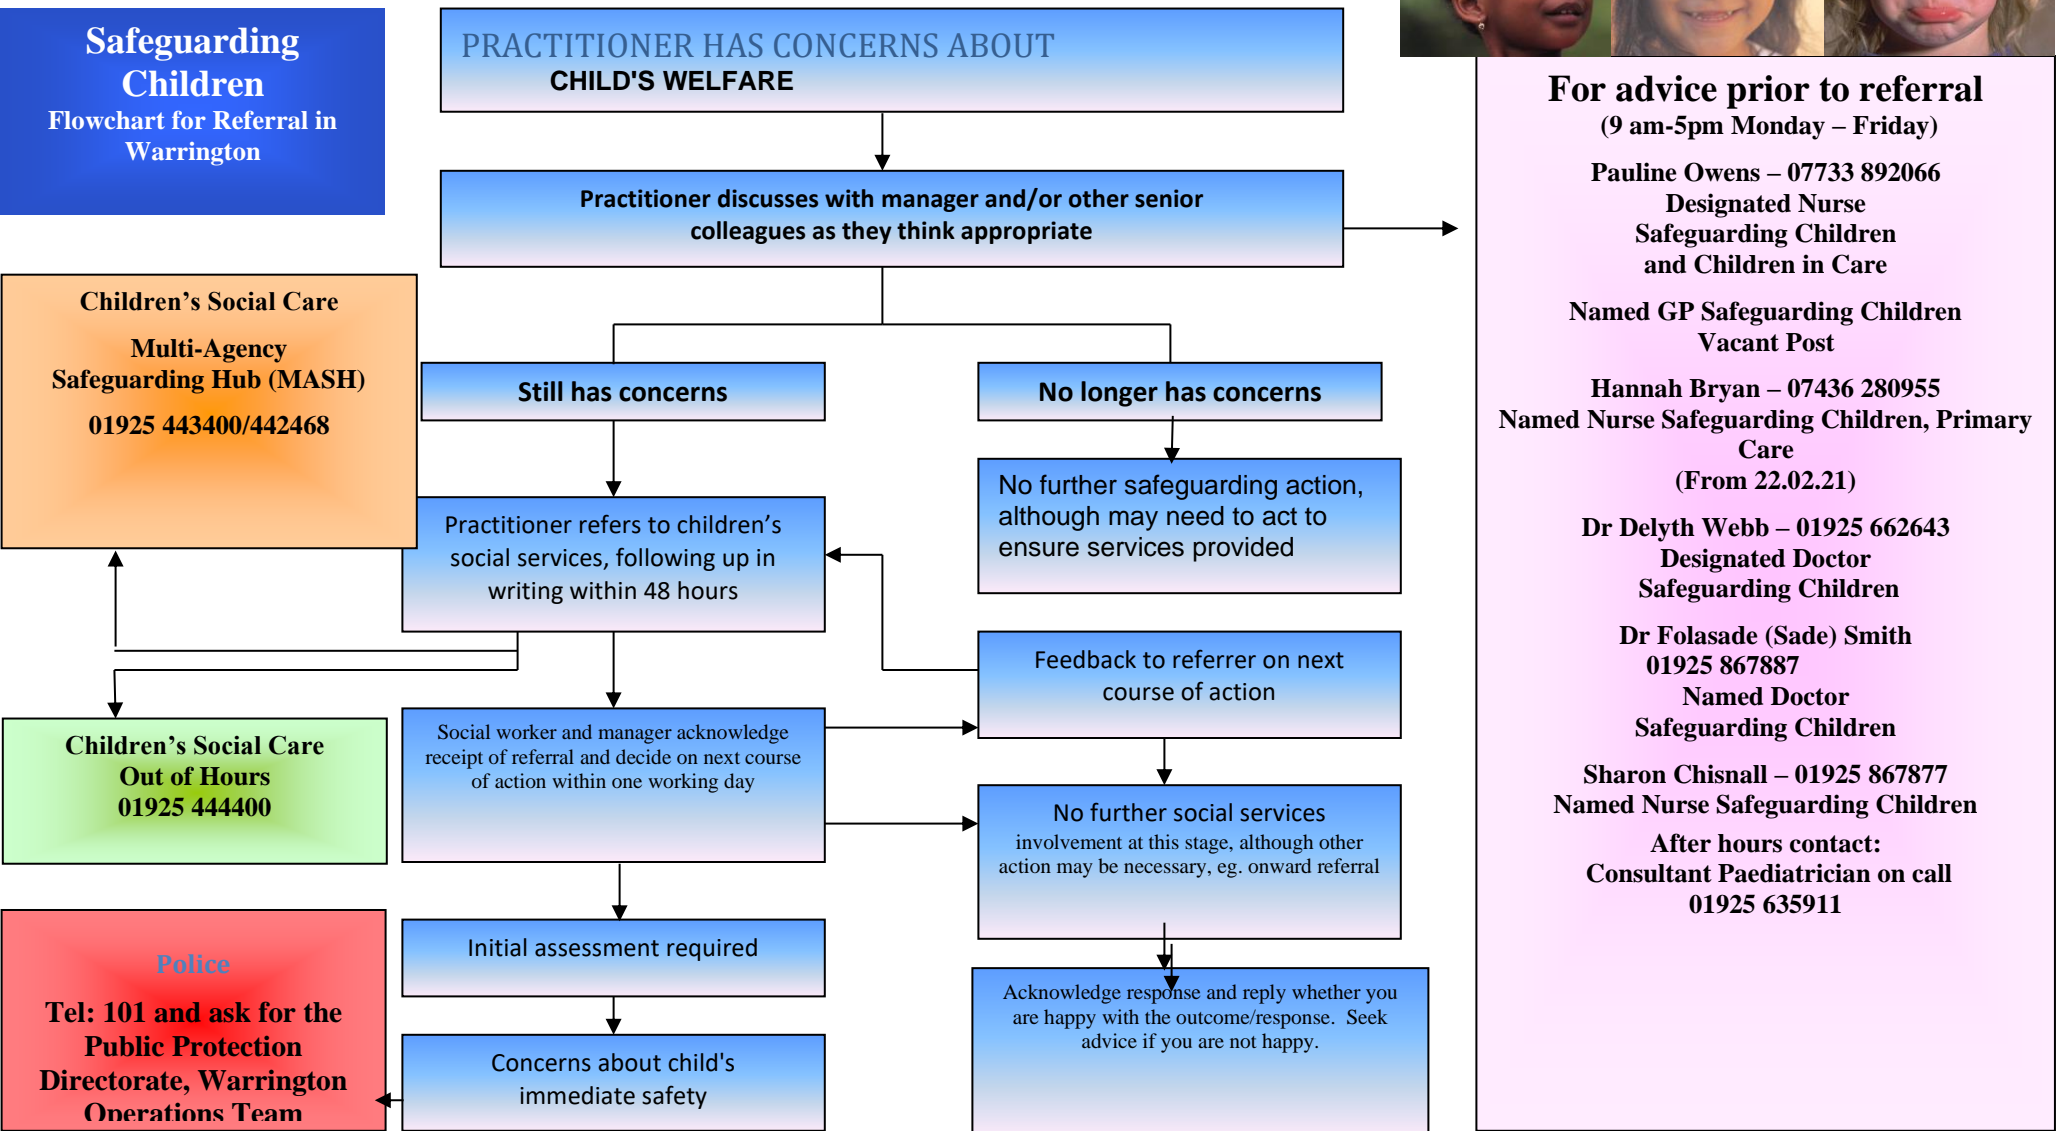 Safeguarding
Children
Flowchart for Referral in
Warrington
PRACTITIONER HAS CONCERNS ABOUT
CHILD'S WELFARE
Practitioner discusses with manager and/or other senior
colleagues as they think appropriate
Children's Social Care
Multi-Agency
Safeguarding Hub (MASH)
01925 443400/442468
Still has concerns
No longer has concerns
Practitioner refers to children's
social services, following up in
writing within 48 hours
No further safeguarding action,
although may need to act to
ensure services provided
Feedback to referrer on next
course of action
Children's Social Care
Out of Hours
01925 444400
Social worker and manager acknowledge
receipt of referral and decide on next course
of action within one working day
No further social services
involvement at this stage, although other
action may be necessary, eg. onward referral
Initial assessment required
Police
Tel: 101 and ask for the
Public Protection
Directorate, Warrington
Operations Team
Concerns about child's
immediate safety
Acknowledge response and reply whether you
are happy with the outcome/response.  Seek
advice if you are not happy.
For advice prior to referral
(9 am-5pm Monday – Friday)
Pauline Owens – 07733 892066
Designated Nurse
Safeguarding Children
and Children in Care
Named GP Safeguarding Children
Vacant Post
Hannah Bryan – 07436 280955
Named Nurse Safeguarding Children, Primary
Care
(From 22.02.21)
Dr Delyth Webb – 01925 662643
Designated Doctor
Safeguarding Children
Dr Folasade (Sade) Smith
01925 867887
Named Doctor
Safeguarding Children
Sharon Chisnall – 01925 867877
Named Nurse Safeguarding Children
After hours contact:
Consultant Paediatrician on call
01925 635911